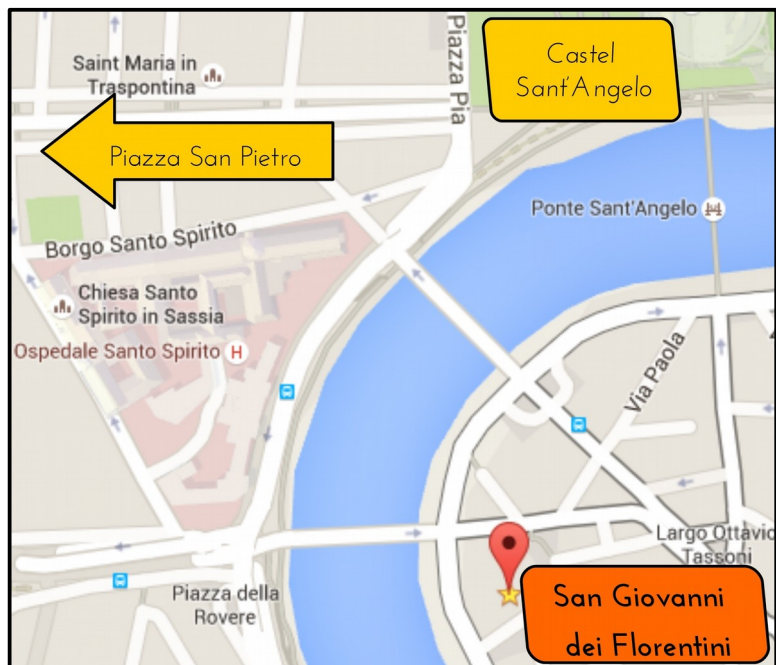 Piazza Pia
Castel
Sant'Angelo
Saint Maria in
Traspontina
Piazza San Pietro
Ponte Sant'Angelo
Borgo Santo Spirito
Chiesa Santo
Spirito in Sassia
Ospedale Santo Spirito H
Via Paola
Largo Ottavio
Tassoni
Piazza della
Rovere
San Giovanni
dei Florentini